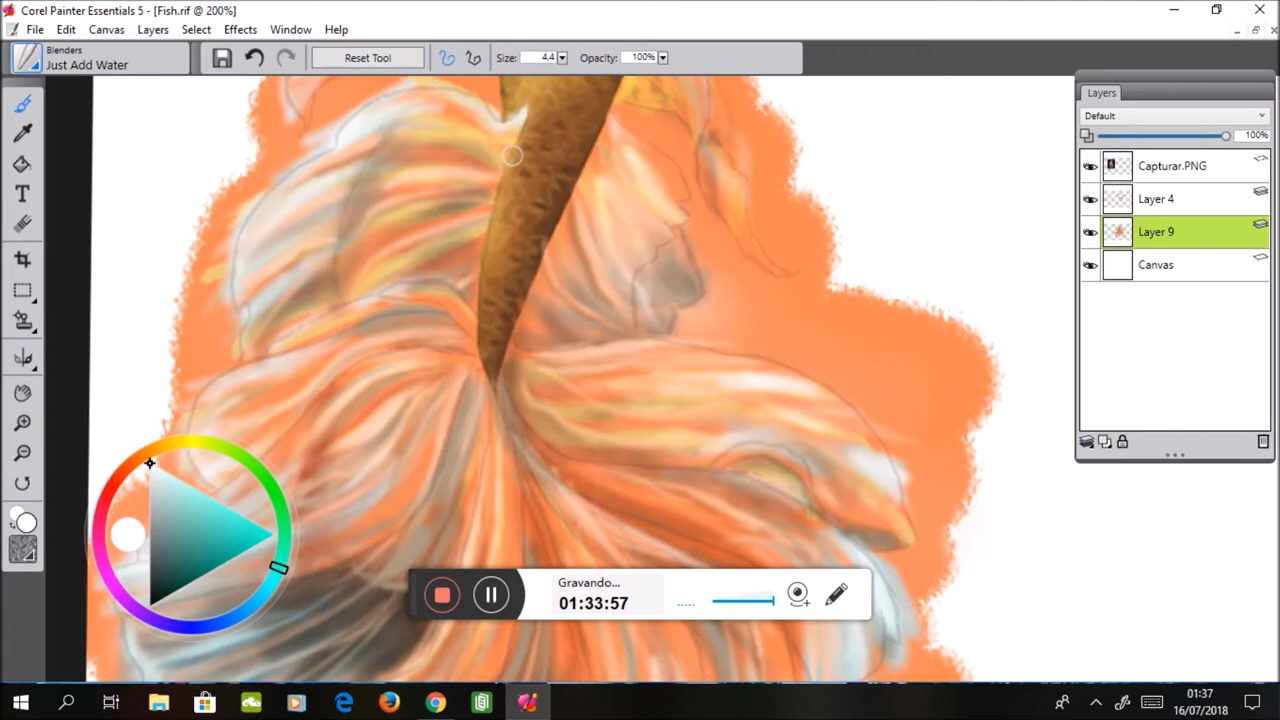 Corel Painter Essentials 5 - [Fish.rif @ 200%]
File Edit Canvas Layers Select Effects Window Help
Blenders
Just Add Water
Reset Tool
Size: 4.4
Opacity: 100%
Layers
Default
100%
Capturar.PNG
Layer 4
Layer 9
Canvas
T
Gravando...
01:33:57
01:37
16/07/2018